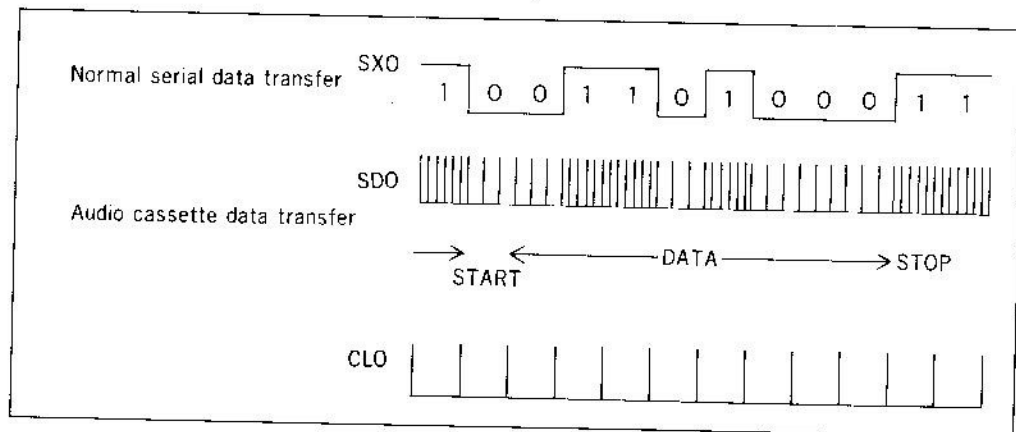 SXO
Normal serial data transfer
1 0 0 1 1 0 1 0 0 0 1 1
SDO
Audio cassette data transfer
DATA
START
STOP
CLO